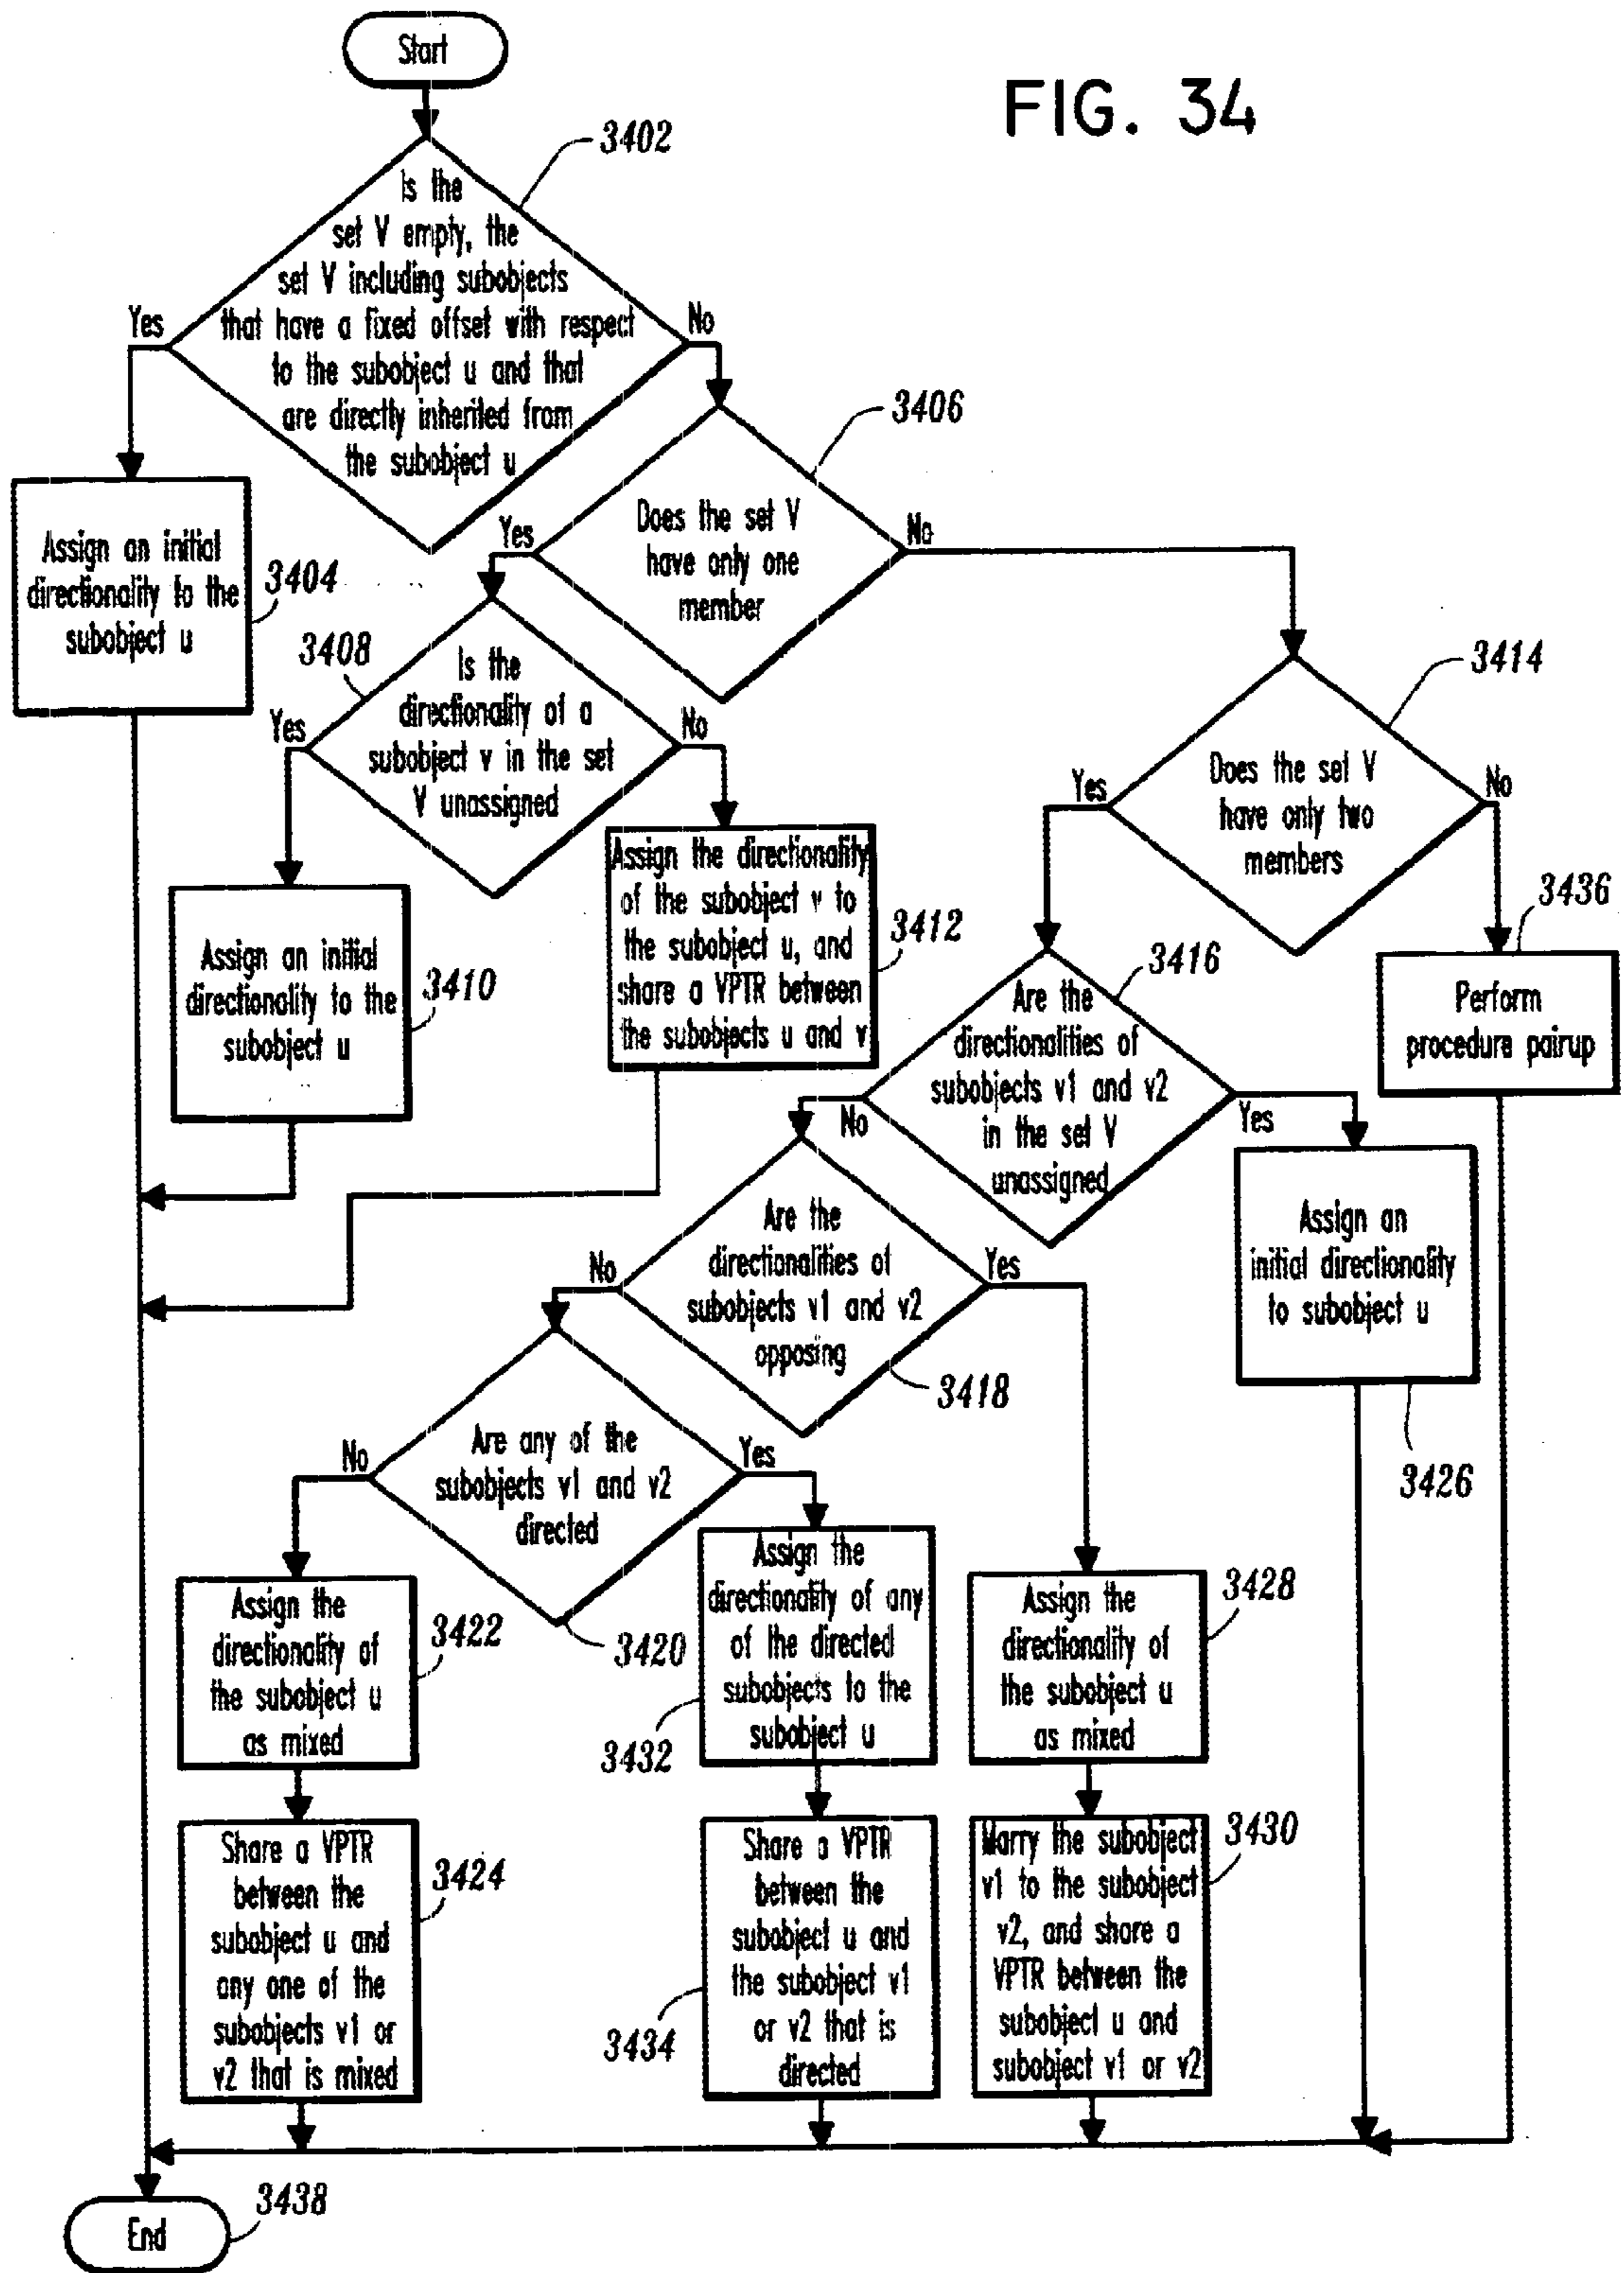 Start
FIG. 34
3402
Is the
set V empty, the
set V including subobjects
that have a fixed offset with respect
to the subobject u and that
are directly inherited from
the subobject u
Yes
No
3406
Does the set V
have only one
member
Yes
No
Assign an initial
directionality to the
subobject u
3404
3408
Is the
directionality of a
subobject v in the set
V unassigned
Yes
No
3414
Does the set V
have only two
members
Yes
No
Assign an initial
directionality to the
subobject u
3410
Assign the directionality
of the subobject v to
the subobject u, and
share a VPTR between
the subobjects u and v
3412
3436
Perform
procedure pairup
3416
Are the
directionalities of
subobjects v1 and v2
in the set V
unassigned
No
Yes
Assign an
initial directionality
to subobject u
3426
Are the
directionalities of
subobjects v1 and v2
opposing
No
Yes
3418
Are any of the
subobjects v1 and v2
directed
No
Yes
3420
Assign the
directionality of
the subobject u
as mixed
3422
Assign the
directionality of any
of the directed
subobjects to the
subobject u
3432
Assign the
directionality of
the subobject u
as mixed
3428
Share a VPTR
between the
subobject u and
any one of the
subobjects v1 or
v2 that is mixed
3424
Share a VPTR
between the
subobject u and
the subobject v1
or v2 that is
directed
3434
Marry the subobject
v1 to the subobject
v2, and share a
VPTR between the
subobject u and
subobject v1 or v2
3430
End
3438